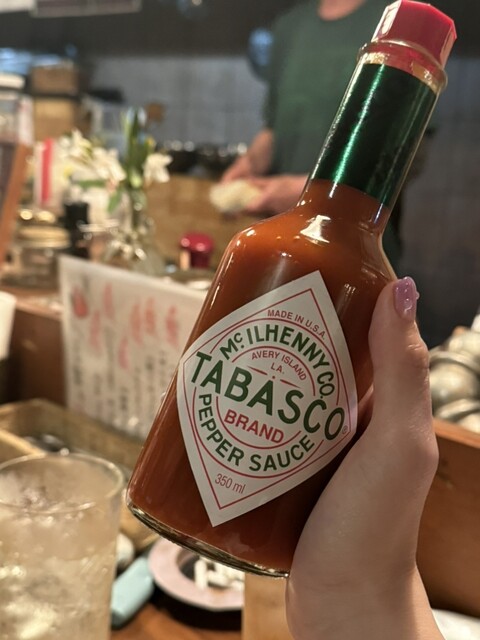 MADE IN U.S.A.
McILHENNY CO.
AVERY ISLAND
LA.
TABASCO®
BRAND
PEPPER SAUCE
350 ml